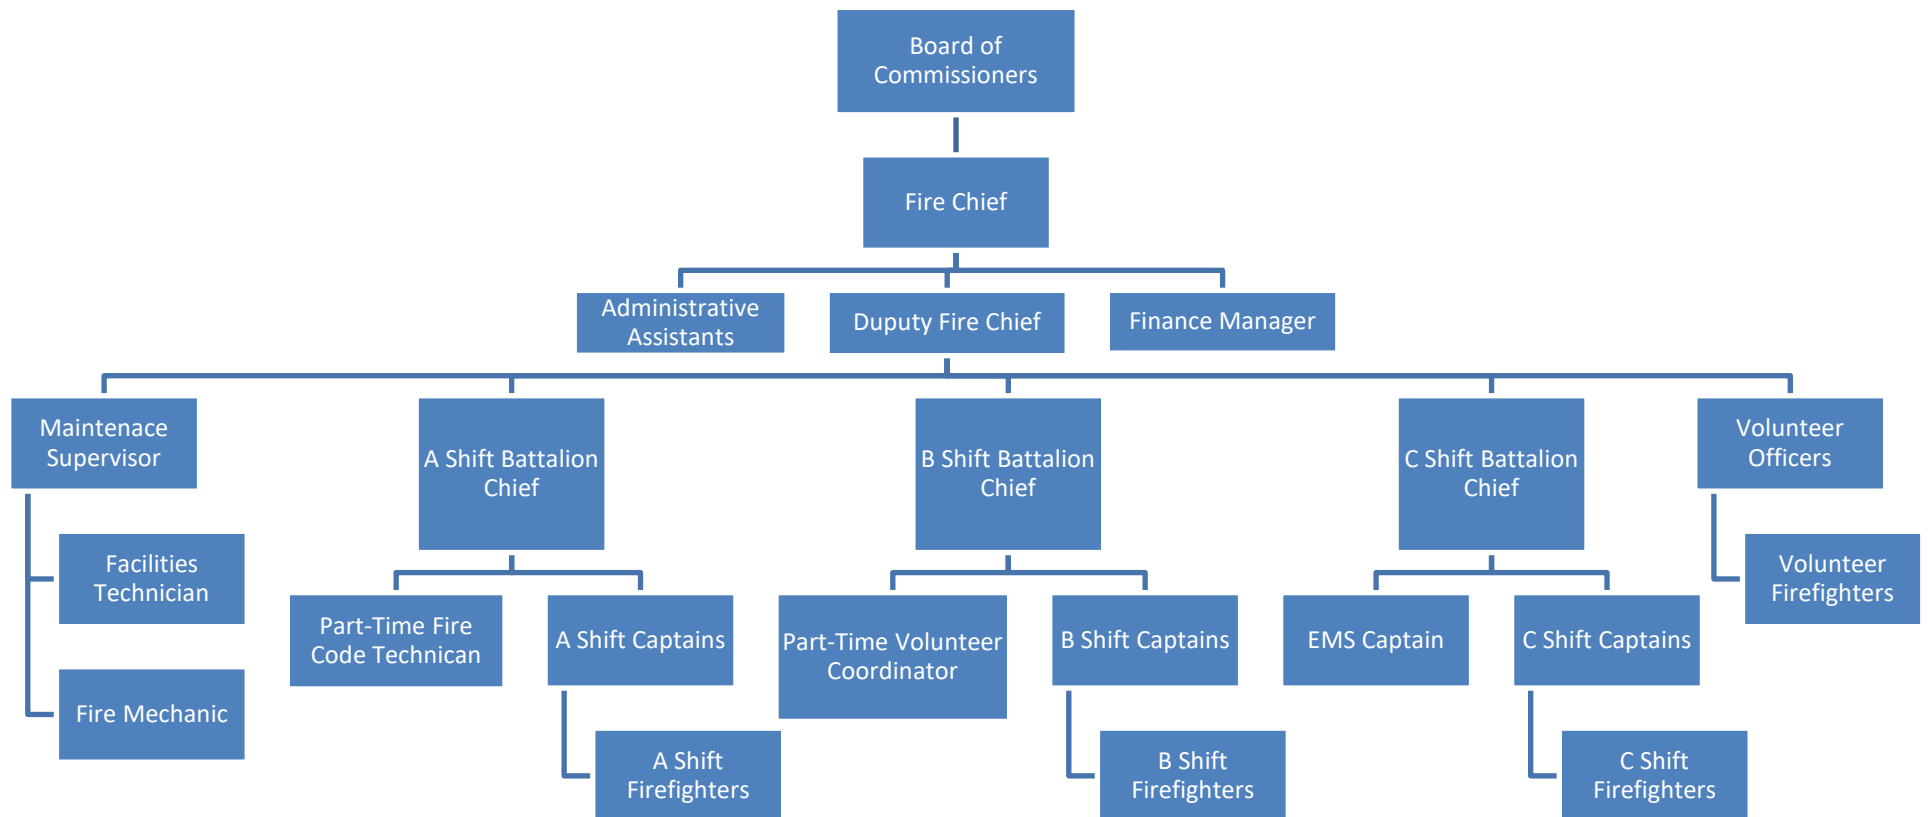 Board of
Commissioners
Fire Chief
Administrative
Assistants
Duputy Fire Chief
Finance Manager
Maintenace
Supervisor
A Shift Battalion
Chief
B Shift Battalion
Chief
C Shift Battalion
Chief
Volunteer
Officers
Facilities
Technician
Fire Mechanic
Part-Time Fire
Code Technican
A Shift Captains
A Shift
Firefighters
Part-Time Volunteer
Coordinator
B Shift Captains
B Shift
Firefighters
EMS Captain
C Shift Captains
C Shift
Firefighters
Volunteer
Firefighters